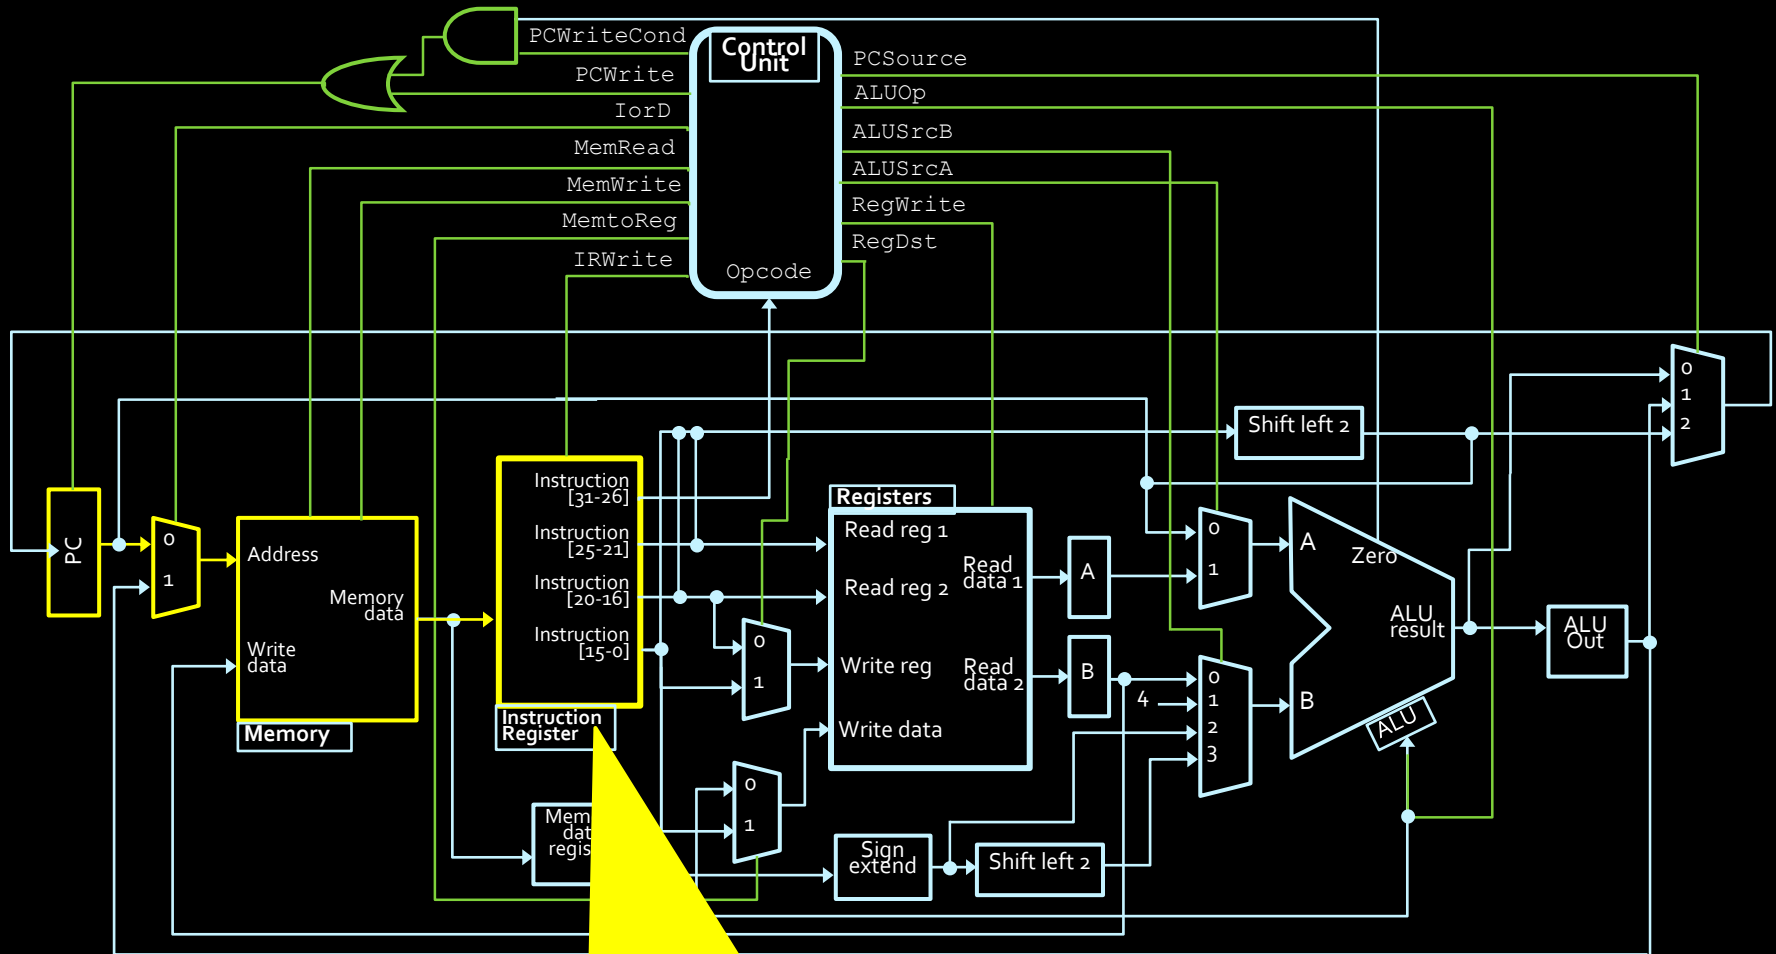 PCWriteCond
PCWrite
IorD
MemRead
MemWrite
MemtoReg
IRWrite
Control
Unit
Opcode
PCSource
ALUOp
ALUSrcB
ALUSrcA
RegWrite
RegDst
PC
0
1
Address
Memory
data
Write
data
Memory
Instruction
[31-26]
Instruction
[25-21]
Instruction
[20-16]
Instruction
[15-0]
Instruction
Register
Mem
dat
regis
0
1
0
1
Registers
Read reg 1
Read reg 2
Write reg
Write data
Read
data 1
Read
data 2
Sign
extend
Shift left 2
A
B
4
0
1
0
1
2
3
Shift left 2
A
B
Zero
ALU
result
ALU
ALU
Out
0
1
2